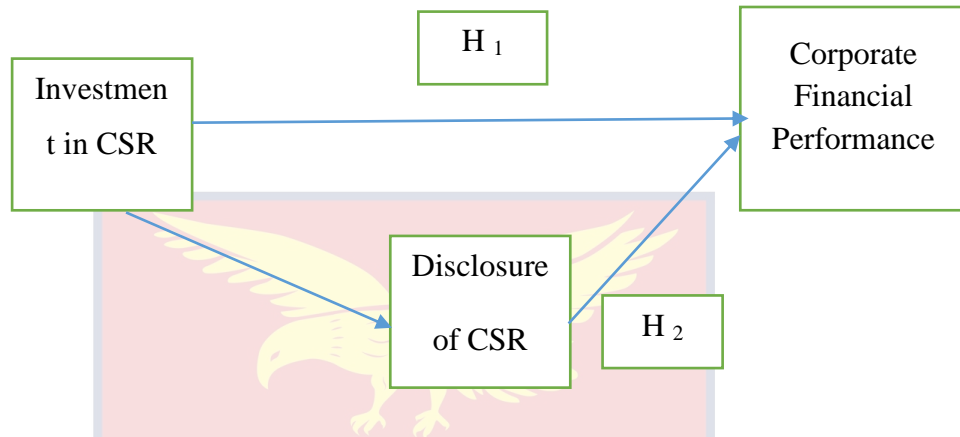 H 1
Investmen
t in CSR
Corporate
Financial
Performance
Disclosure
of CSR
H 2